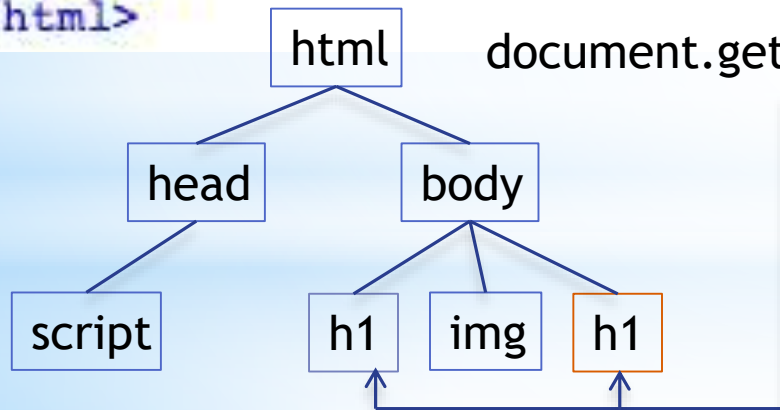 html>
html
document.get
head
body
script
h1
img
h1